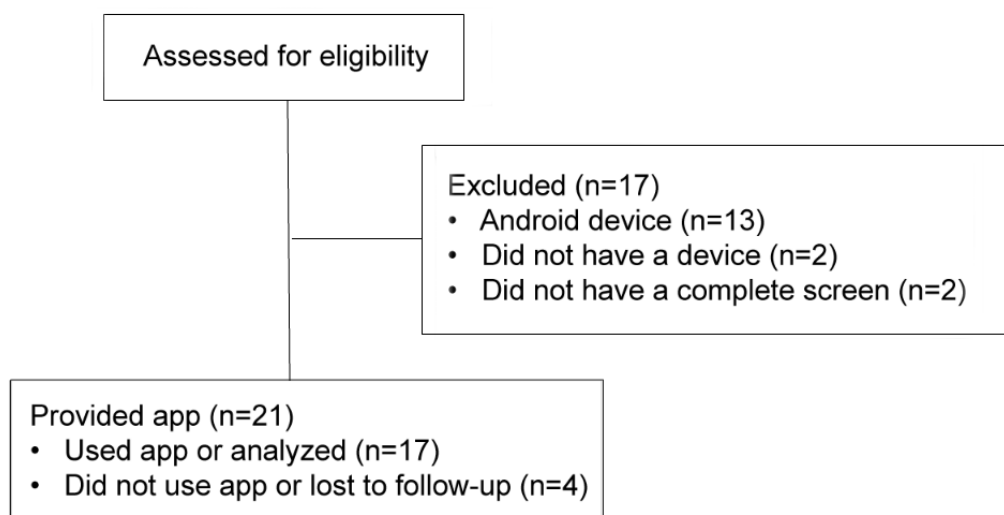 Assessed for eligibility
Excluded (n=17)
• Android device (n=13)
• Did not have a device (n=2)
• Did not have a complete screen (n=2)
Provided app (n=21)
• Used app or analyzed (n=17)
• Did not use app or lost to follow-up (n=4)